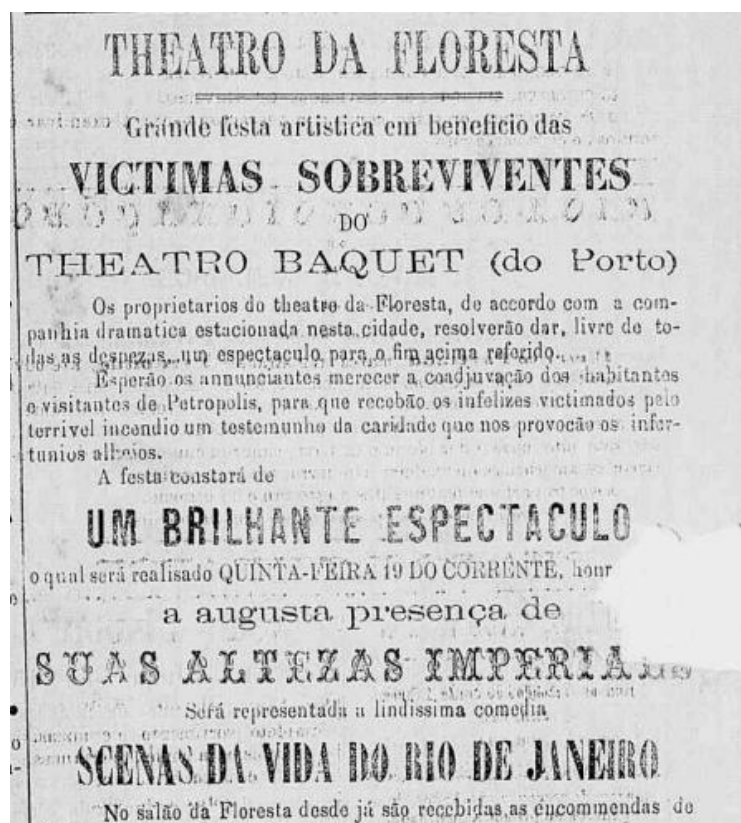 THEATRO DA FLORESTA
Grande festa artistica em beneficio das
VICTIMAS SOBREVIVENTES
DO
THEATRO BAQUET (do Porto)
Os proprietarios do theatro da Floresta, de accordo com a com-
panhia dramatica estacionada nesta cidade, resolverão dar, livre de to-
das as despezas, um espectaculo para o fim acima referido.
Esperão os annunciantes merecer a coadjuvação dos habitantes
e visitantes de Petropolis, para que recebão os infelizes victimados pelo
terrivel incendio um testemunho da caridade que nos provocão os infor-
tunios alheios.
A festa constará de
UM BRILHANTE ESPECTACULO
o qual será realisado QUINTA-FEIRA 19 DO CORRENTE,
a augusta presença de
SUAS ALTEZAS IMPERIAES
Será representada a lindissima comedia
SCENAS DA VIDA DO RIO DE JANEIRO
No salão da Floresta desde já são recebidas as encommendas de